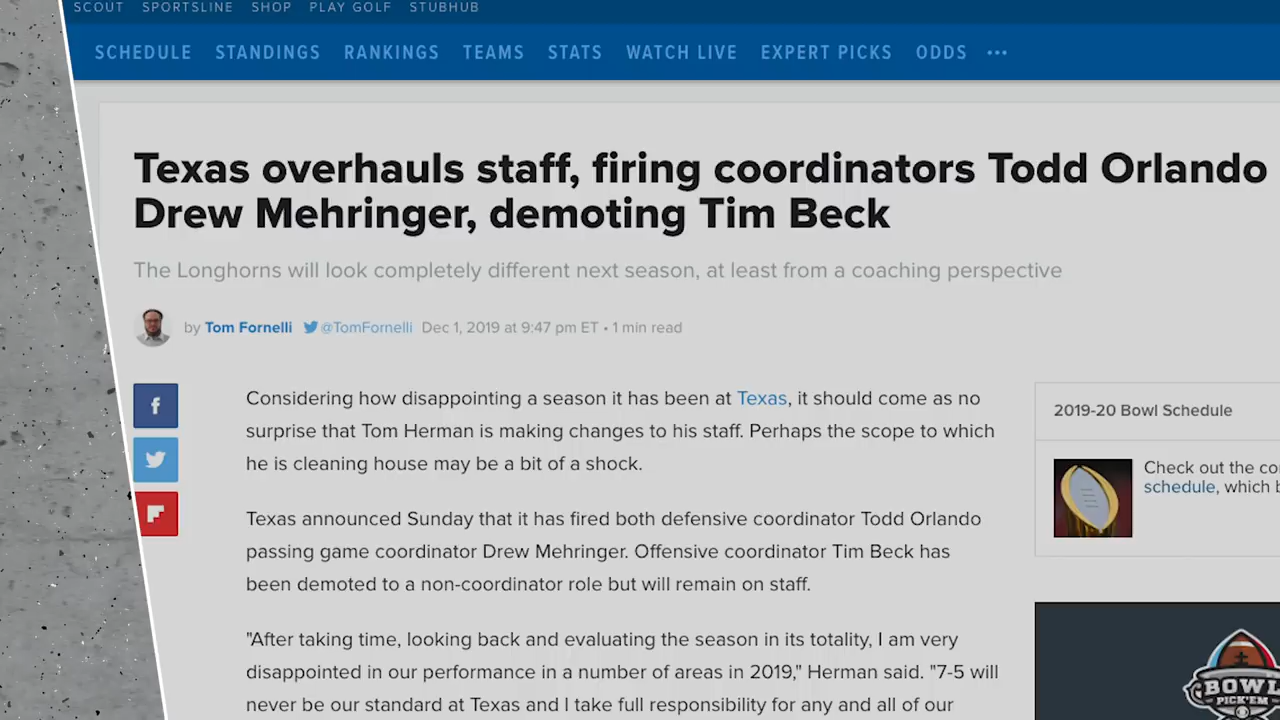 SCOUT SPORTSLINE SHOP PLAY GOLF STUBHUB
SCHEDULE STANDINGS RANKINGS TEAMS STATS WATCH LIVE EXPERT PICKS ODDS •••
Texas overhauls staff, firing coordinators Todd Orlando
Drew Mehringer, demoting Tim Beck
The Longhorns will look completely different next season, at least from a coaching perspective
by Tom Fornelli @TomFornelli Dec 1, 2019 at 9:47 pm ET • 1 min read
Considering how disappointing a season it has been at Texas, it should come as no
surprise that Tom Herman is making changes to his staff. Perhaps the scope to which
he is cleaning house may be a bit of a shock.
Texas announced Sunday that it has fired both defensive coordinator Todd Orlando
passing game coordinator Drew Mehringer. Offensive coordinator Tim Beck has
been demoted to a non-coordinator role but will remain on staff.
"After taking time, looking back and evaluating the season in its totality, I am very
disappointed in our performance in a number of areas in 2019," Herman said. "7-5 will
never be our standard at Texas and I take full responsibility for any and all of our
2019-20 Bowl Schedule
Check out the co
schedule, which b
BOWL
PICK'EM